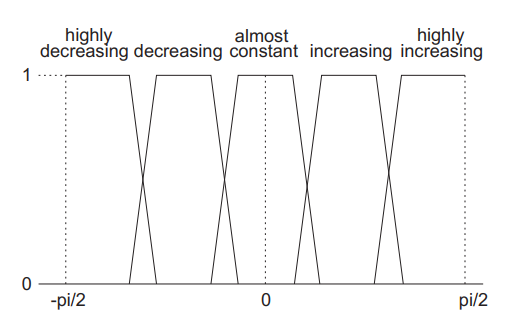 highly decreasing
decreasing
almost constant
increasing
highly increasing
1
0
-pi/2
0
pi/2